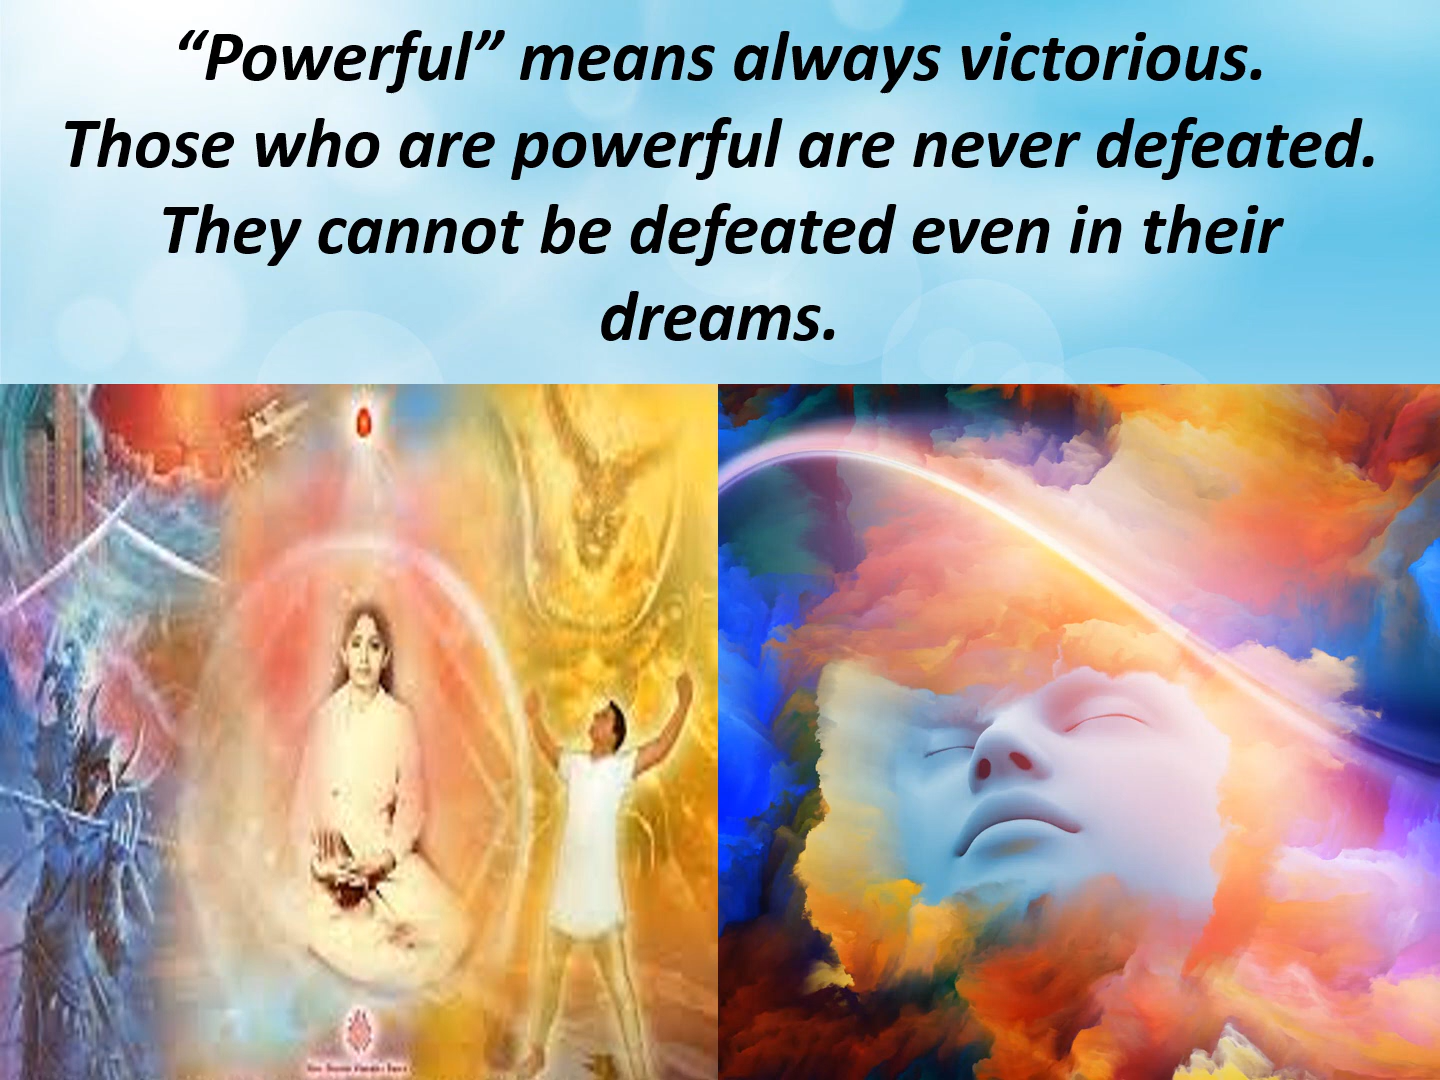 “Powerful” means always victorious.
Those who are powerful are never defeated.
They cannot be defeated even in their
dreams.